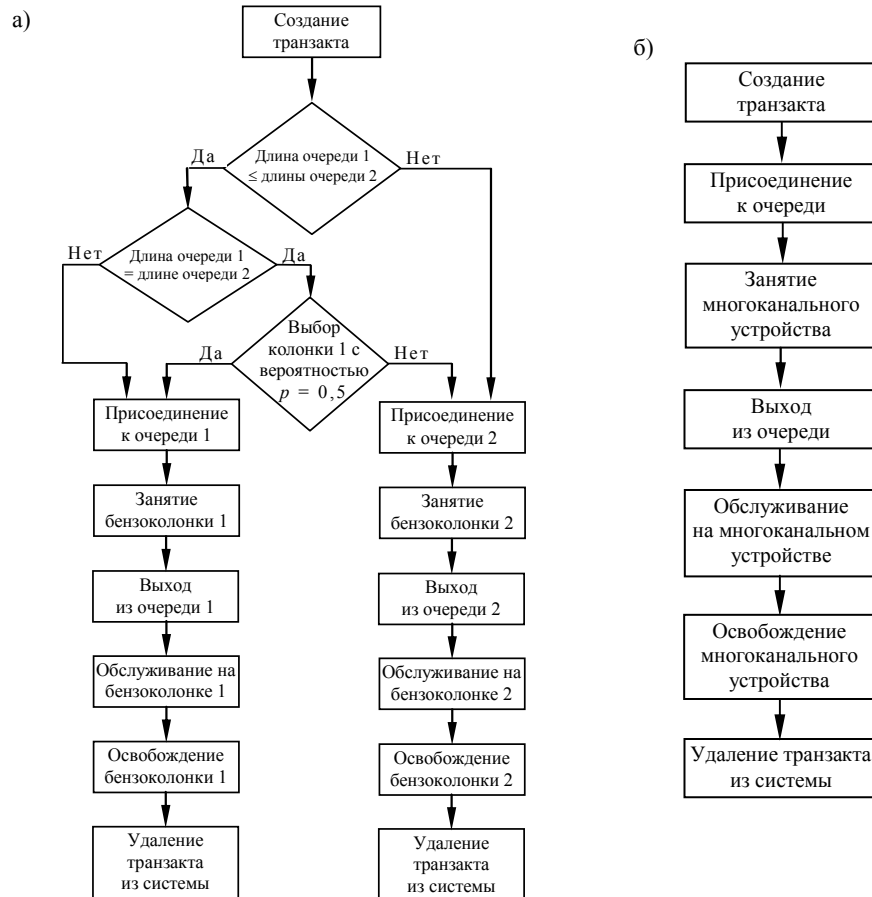 а)
Создание
транзакта
Длина очереди 1
≤ длины очереди 2
Да
Нет
Длина очереди 1
= длине очереди 2
Нет
Да
Выбор
колонки 1 с
вероятностью
p = 0,5
Да
Нет
Присоединение
к очереди 1
Занятие
бензоколонки 1
Выход
из очереди 1
Обслуживание на
бензоколонке 1
Освобождение
бензоколонки 1
Удаление
транзакта
из системы
Присоединение
к очереди 2
Занятие
бензоколонки 2
Выход
из очереди 2
Обслуживание на
бензоколонке 2
Освобождение
бензоколонки 2
Удаление
транзакта
из системы
б)
Создание
транзакта
Присоединение
к очереди
Занятие
многоканального
устройства
Выход
из очереди
Обслуживание
на многоканальном
устройстве
Освобождение
многоканального
устройства
Удаление транзакта
из системы